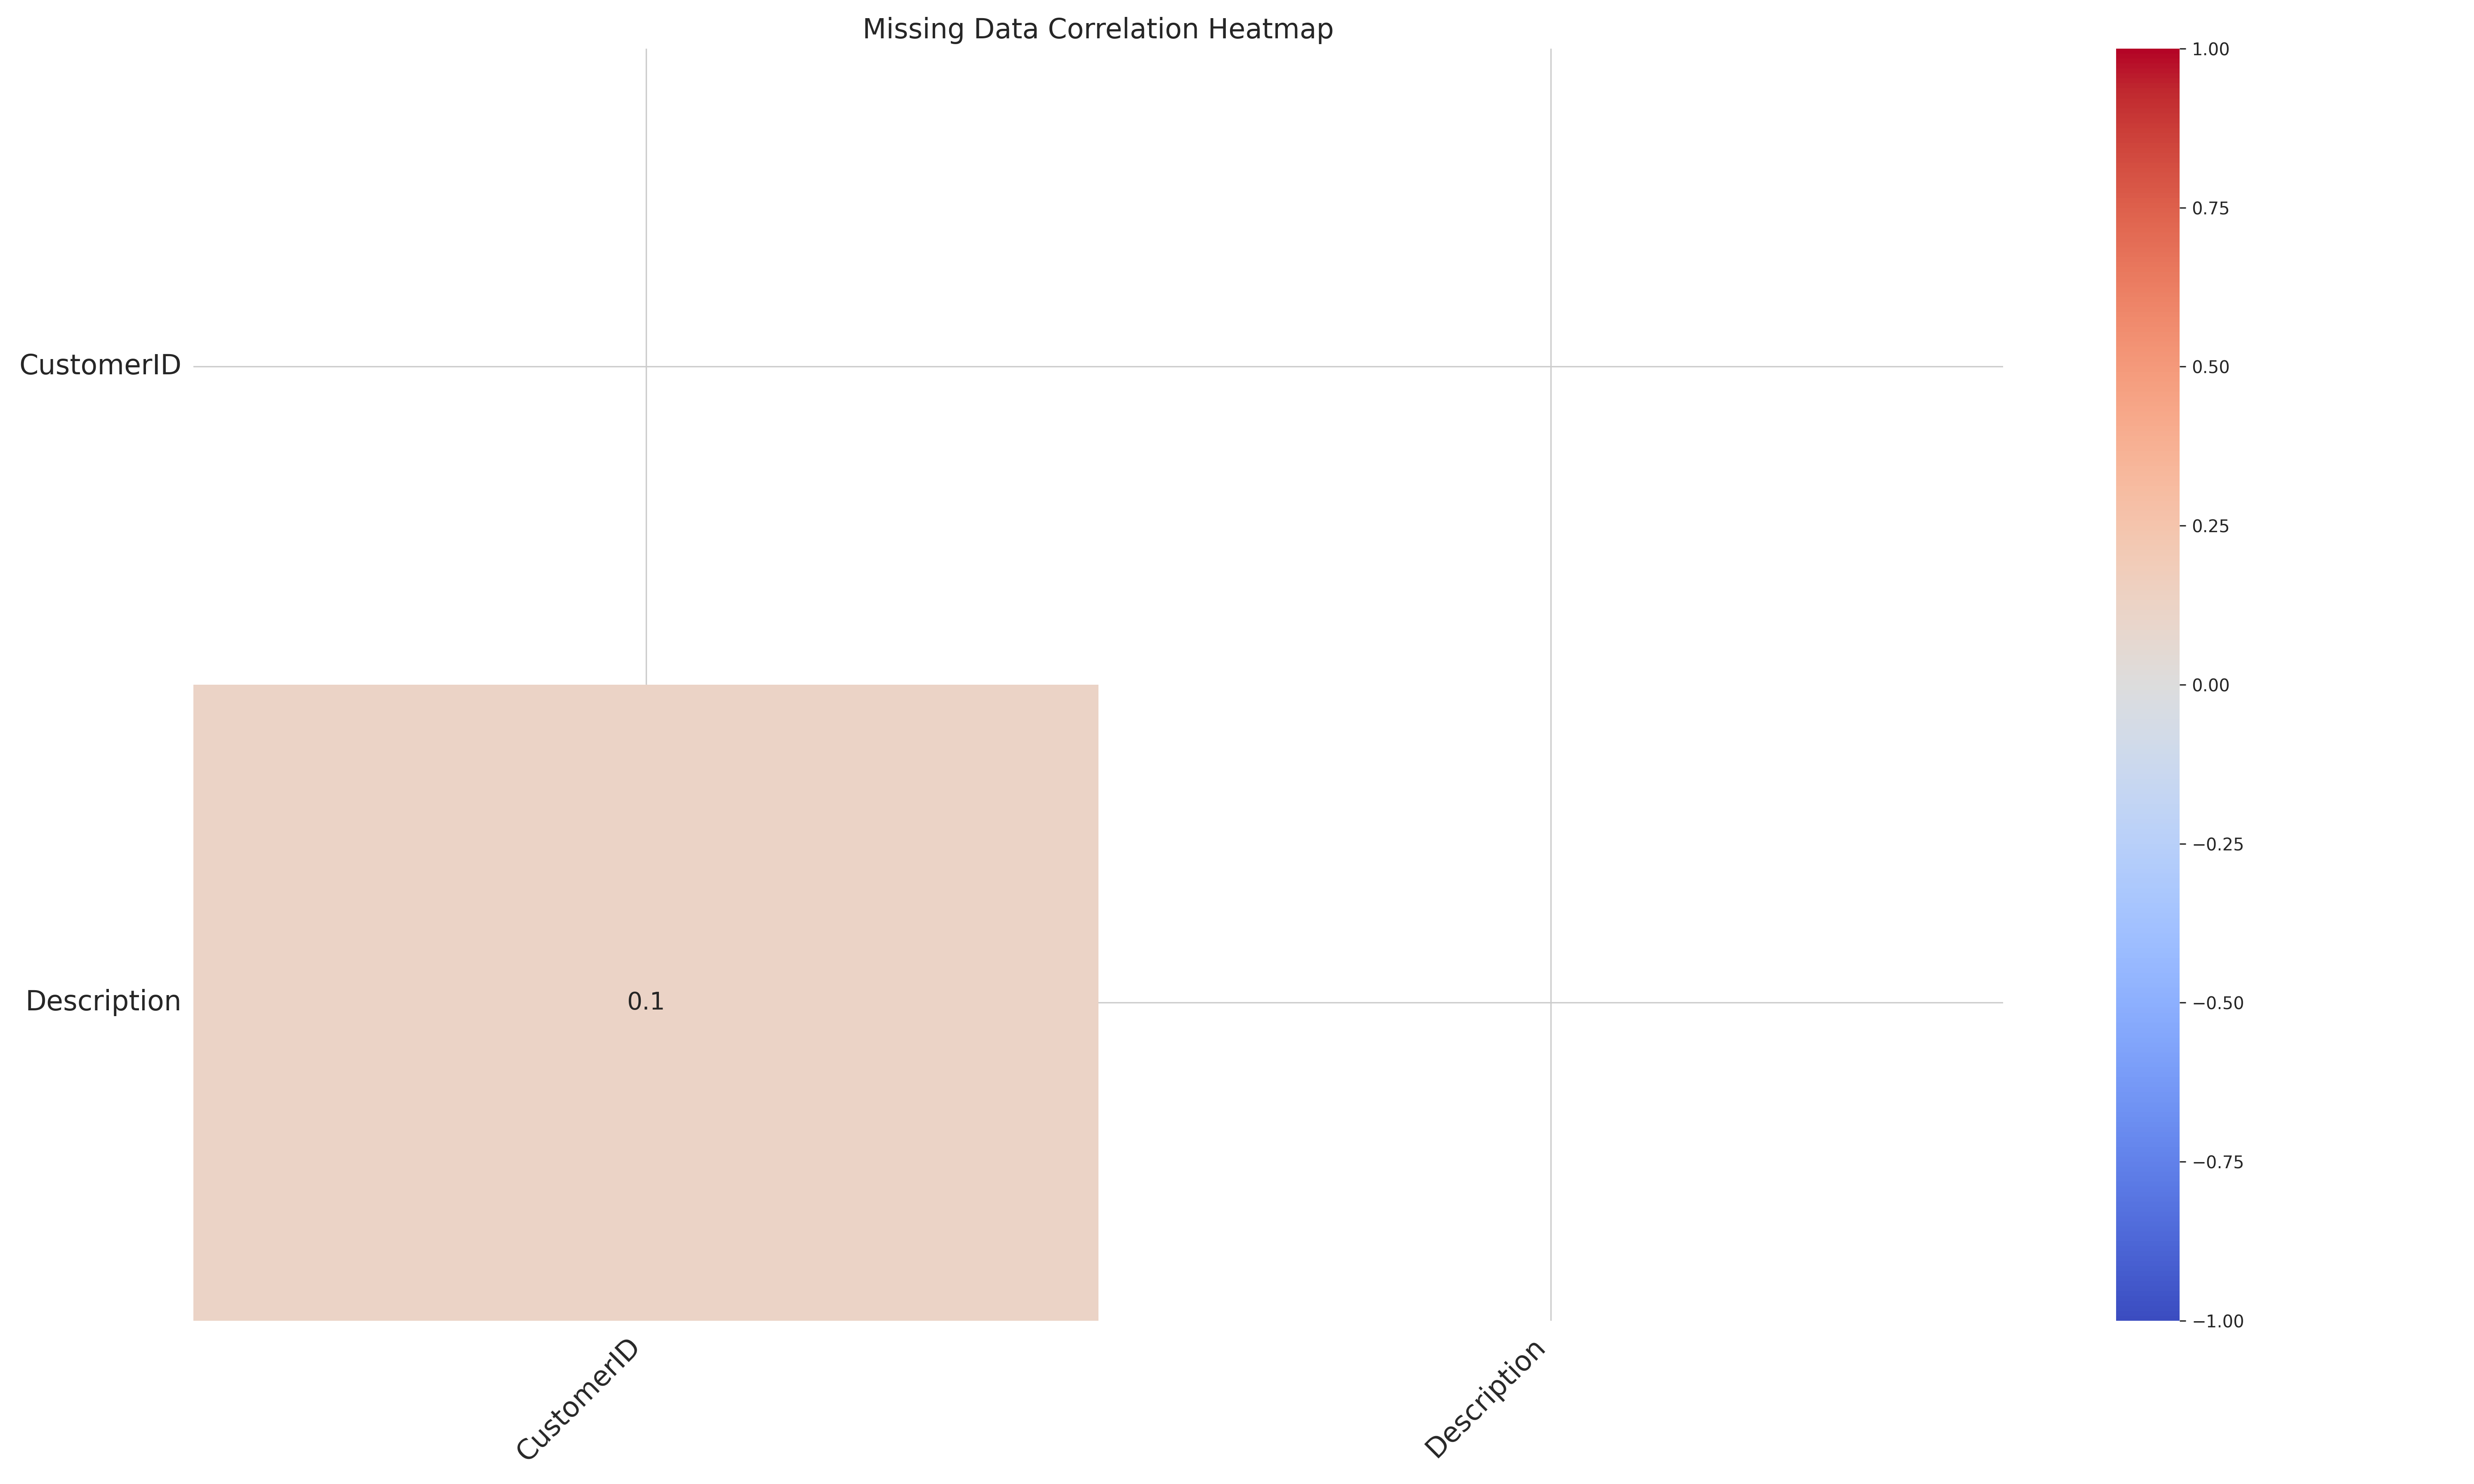 Missing Data Correlation Heatmap
CustomerID
Description
0.1
CustomerID
Description
1.00
0.75
0.50
0.25
0.00
−0.25
−0.50
−0.75
−1.00